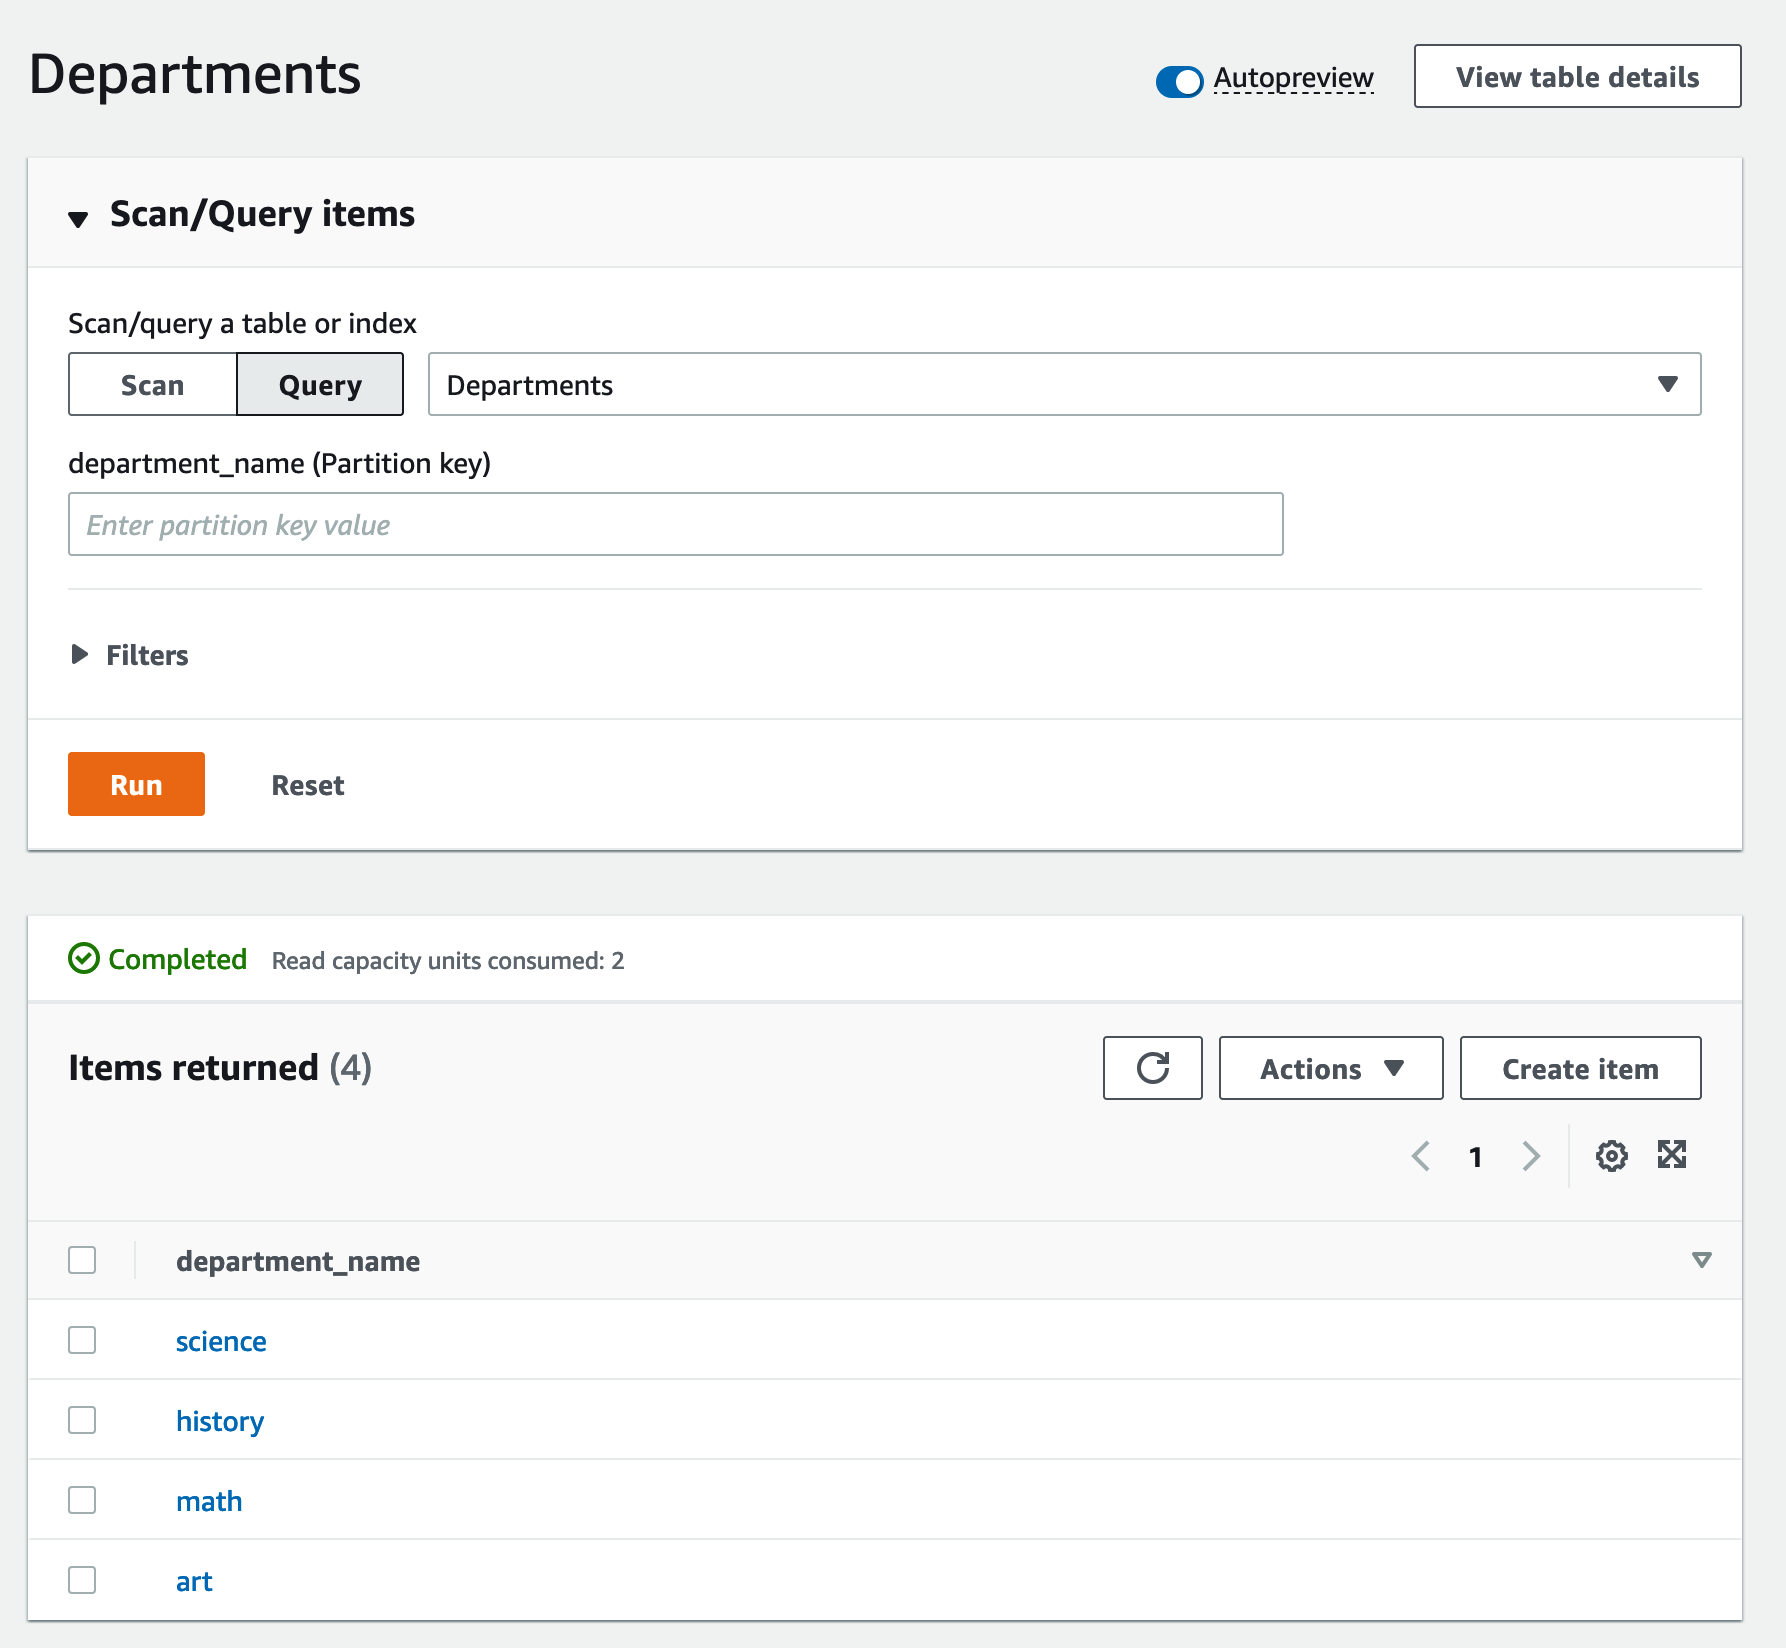 Departments
Autopreview
View table details
Scan/Query items
Scan/query a table or index
Scan
Query
Departments
department_name (Partition key)
Enter partition key value
Filters
Run
Reset
Completed
Read capacity units consumed: 2
Items returned (4)
Actions
Create item
1
department_name
science
history
math
art